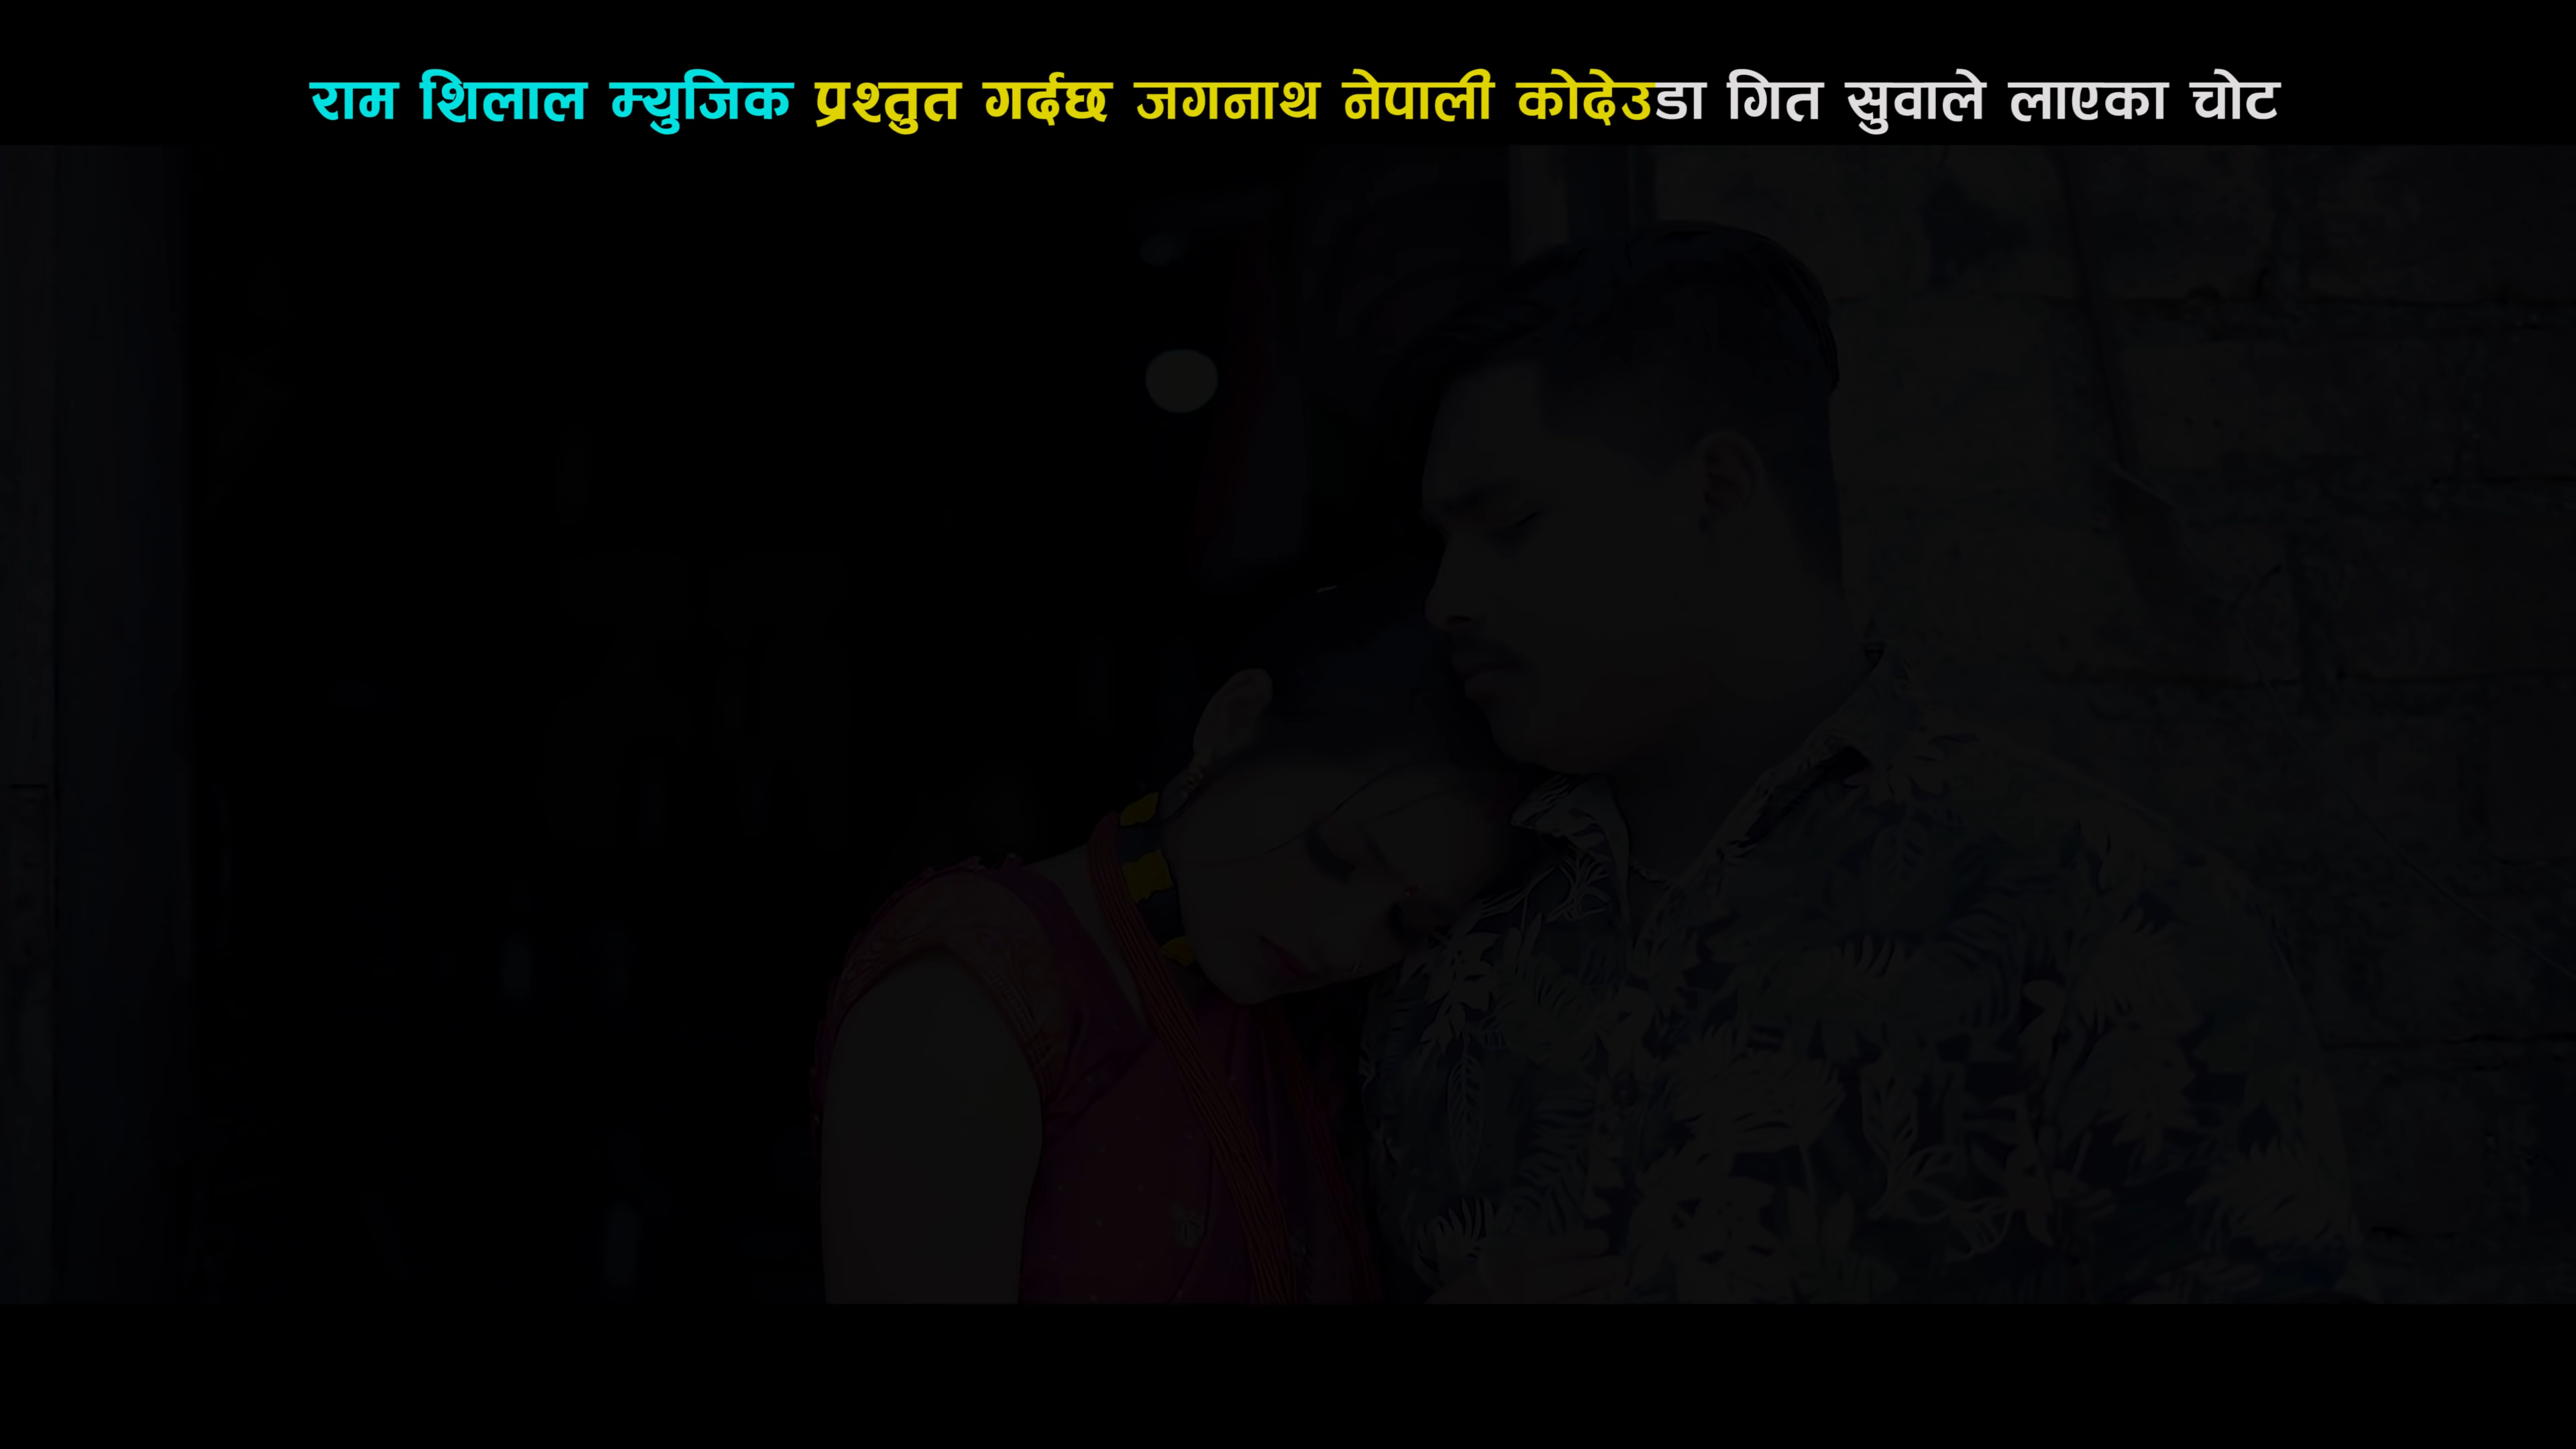 राम शिलाल म्युजिक प्रश्तुत गर्दछ जगनाथ नेपाली कोढेउडा गित सुवाले लाएका चोट